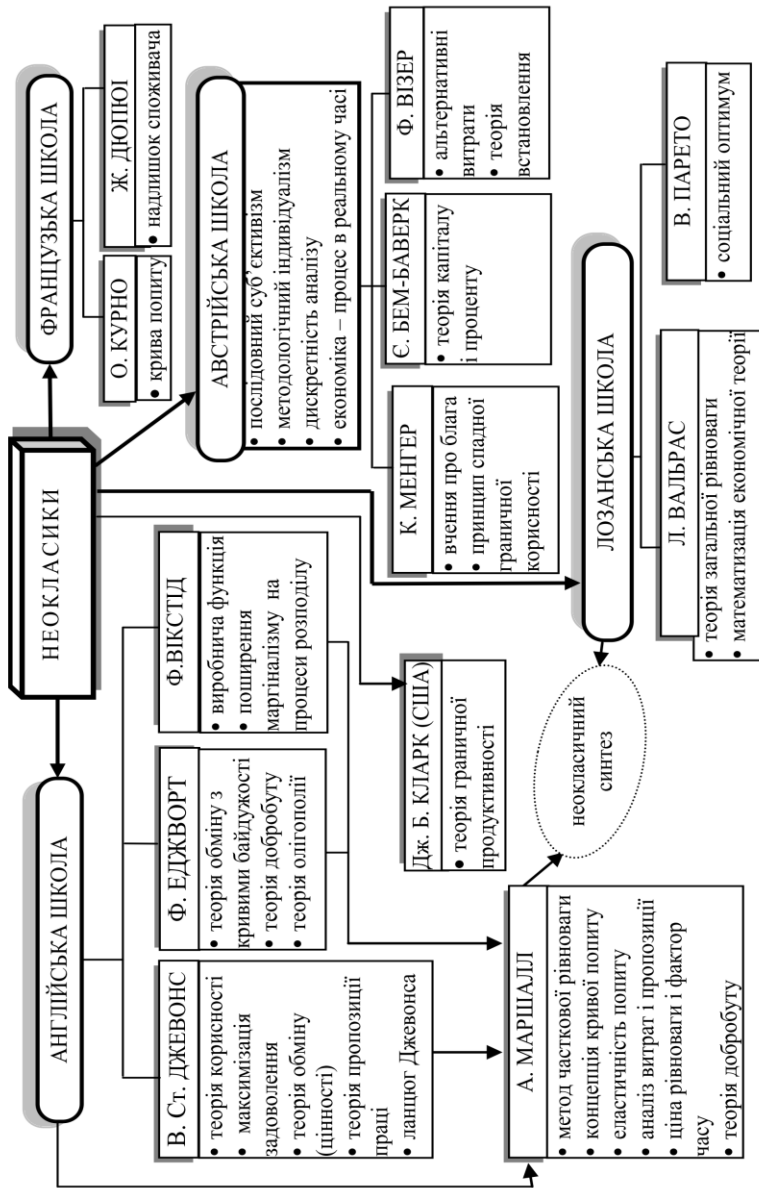 НЕОКЛАСИКИ
АНГЛІЙСЬКА ШКОЛА
В. Ст. ДЖЕВОНС
• теорія корисності
• максимізація
задоволення
• теорія обміну
(цінності)
• теорія пропозиції
праці
• ланцюг Джевонса
Ф. ЕДЖВОРТ
• теорія обміну з
кривими байдужості
• теорія добробуту
• теорія олігополії
Ф.ВІКСТІД
• виробнича функція
• поширення
маргіналізму на
процеси розподілу
А. МАРШАЛЛ
• метод часткової рівноваги
• концепція кривої попиту
• еластичність попиту
• аналіз витрат і пропозиції
• ціна рівноваги і фактор
часу
• теорія добробуту
Дж. Б. КЛАРК (США)
• теорія граничної
продуктивності
неокласичний
синтез
ФРАНЦУЗЬКА ШКОЛА
О. КУРНО
• крива попиту
Ж. ДЮПЮІ
• надлишок споживача
АВСТРІЙСЬКА ШКОЛА
• послідовний суб’єктивізм
• методологічний індивідуалізм
• дискретність аналізу
• економіка – процес в реальному часі
К. МЕНГЕР
• вчення про блага
• принцип спадної
граничної
корисності
Є. БЕМ-БАВЕРК
• теорія капіталу
і проценту
Ф. ВІЗЕР
• альтернативні
витрати
• теорія
встановлення
ЛОЗАНСЬКА ШКОЛА
Л. ВАЛЬРАС
• теорія загальної рівноваги
• математизація економічної теорії
В. ПАРЕТО
• соціальний оптимум